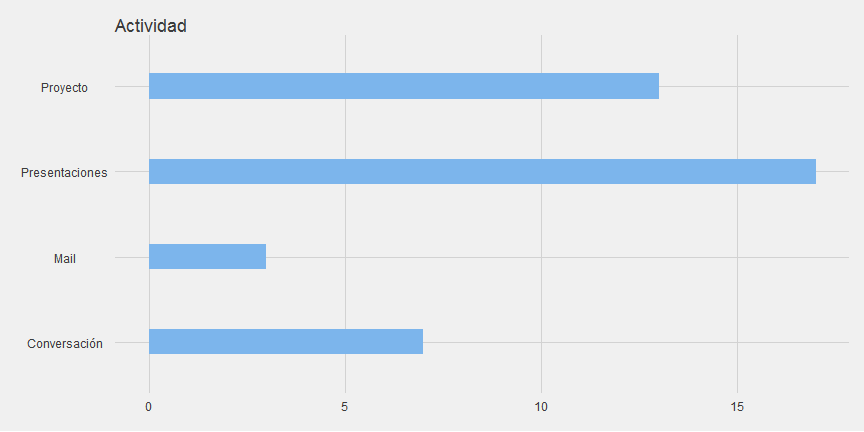 Actividad
Proyecto
Presentaciones
Mail
Conversación
0 5 10 15